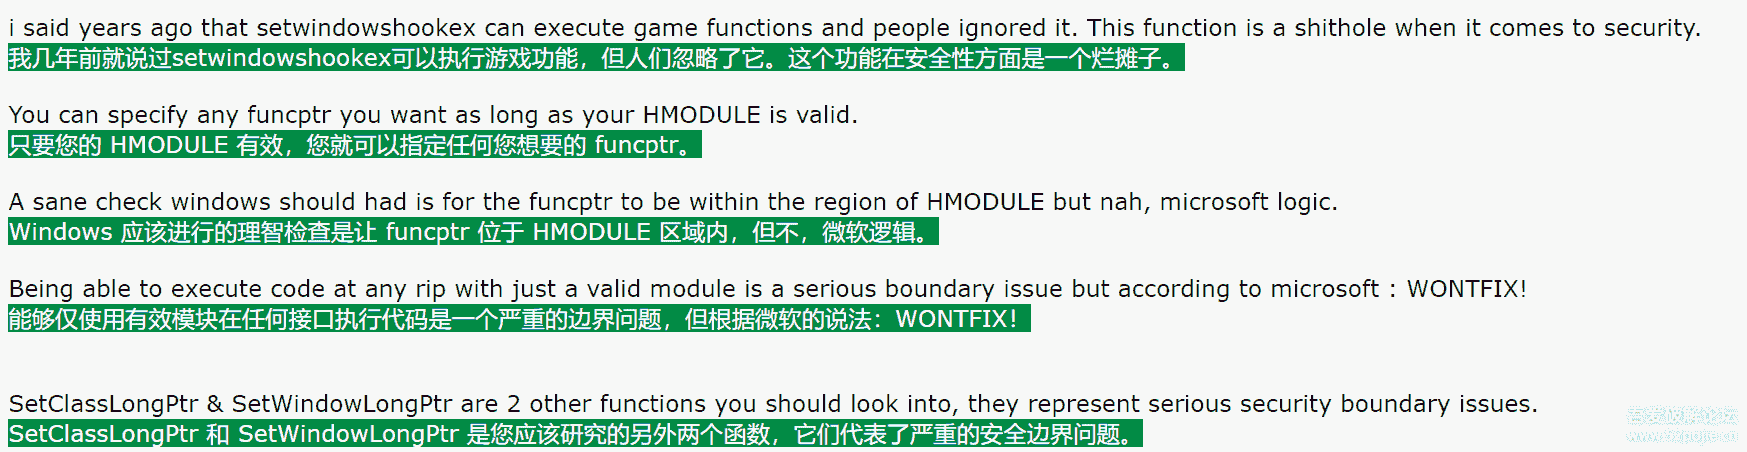 i said years ago that setwindowshookex can execute game functions and people ignored it. This function is a shithole when it comes to security.
我几年前就说过setwindowshookex可以执行游戏功能，但人们忽略了它。这个功能在安全性方面是一个烂摊子。
You can specify any funcptr you want as long as your HMODULE is valid.
只要您的 HMODULE 有效，您就可以指定任何您想要的 funcptr。
A sane check windows should had is for the funcptr to be within the region of HMODULE but nah, microsoft logic.
Windows 应该进行的理智检查是让 funcptr 位于 HMODULE 区域内，但不，微软逻辑。
Being able to execute code at any rip with just a valid module is a serious boundary issue but according to microsoft : WONTFIX!
能够仅使用有效模块在任何接口执行代码是一个严重的边界问题，但根据微软的说法：WONTFIX！
SetClassLongPtr & SetWindowLongPtr are 2 other functions you should look into, they represent serious security boundary issues.
SetClassLongPtr 和 SetWindowLongPtr 是您应该研究的另外两个函数，它们代表了严重的安全边界问题。
吾爱破解论坛
www.52pojie.cn